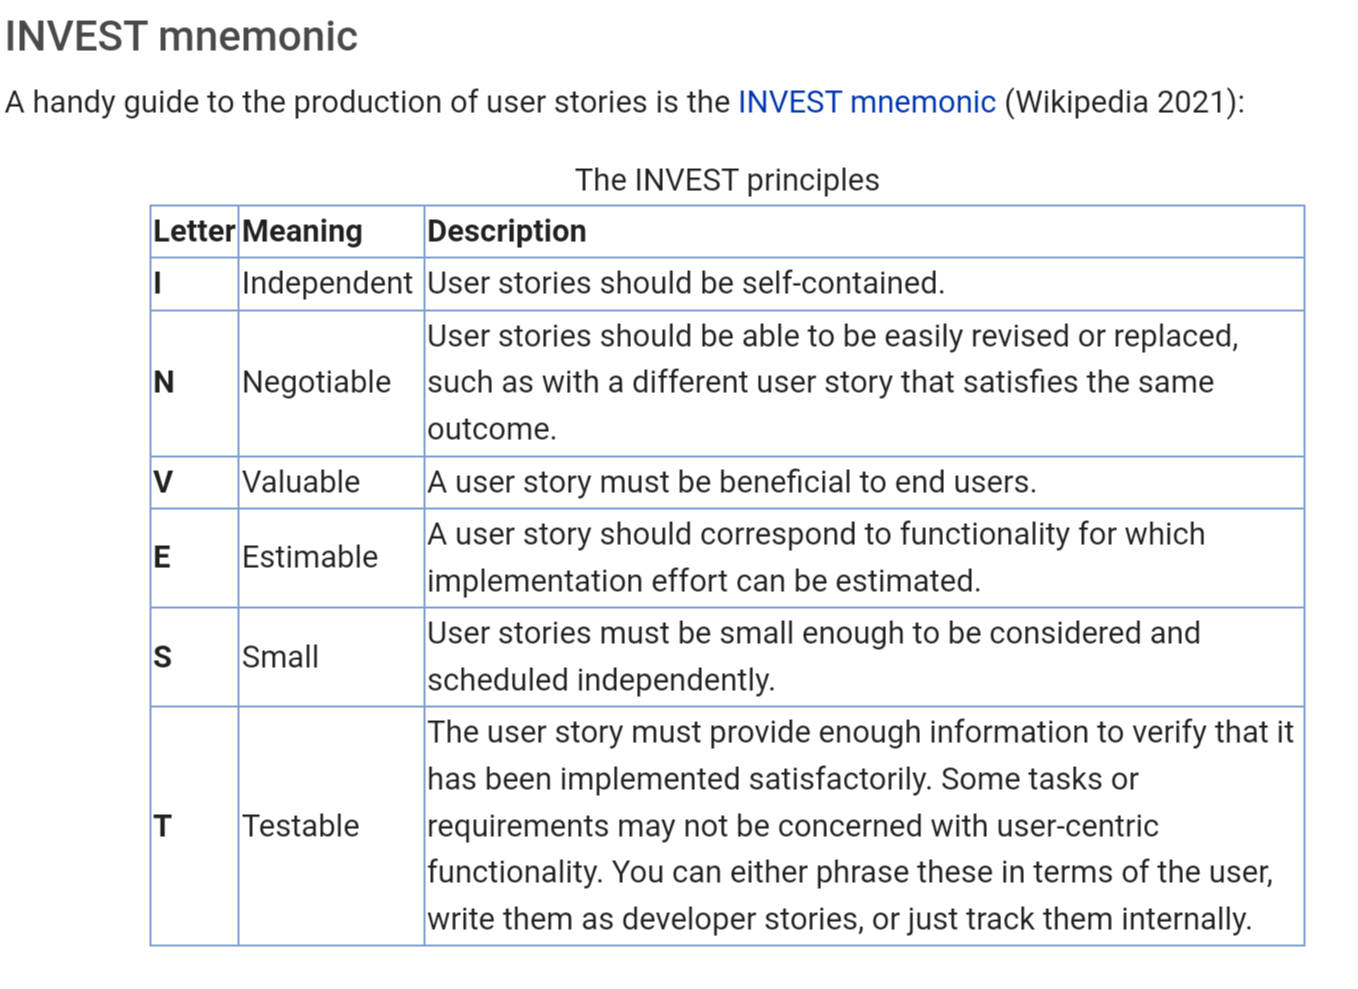 INVEST mnemonic
A handy guide to the production of user stories is the INVEST mnemonic (Wikipedia 2021):
The INVEST principles
Letter Meaning Description
I Independent User stories should be self-contained.
N Negotiable User stories should be able to be easily revised or replaced,
such as with a different user story that satisfies the same
outcome.
V Valuable A user story must be beneficial to end users.
E Estimable A user story should correspond to functionality for which
implementation effort can be estimated.
S Small User stories must be small enough to be considered and
scheduled independently.
T Testable The user story must provide enough information to verify that it
has been implemented satisfactorily. Some tasks or
requirements may not be concerned with user-centric
functionality. You can either phrase these in terms of the user,
write them as developer stories, or just track them internally.